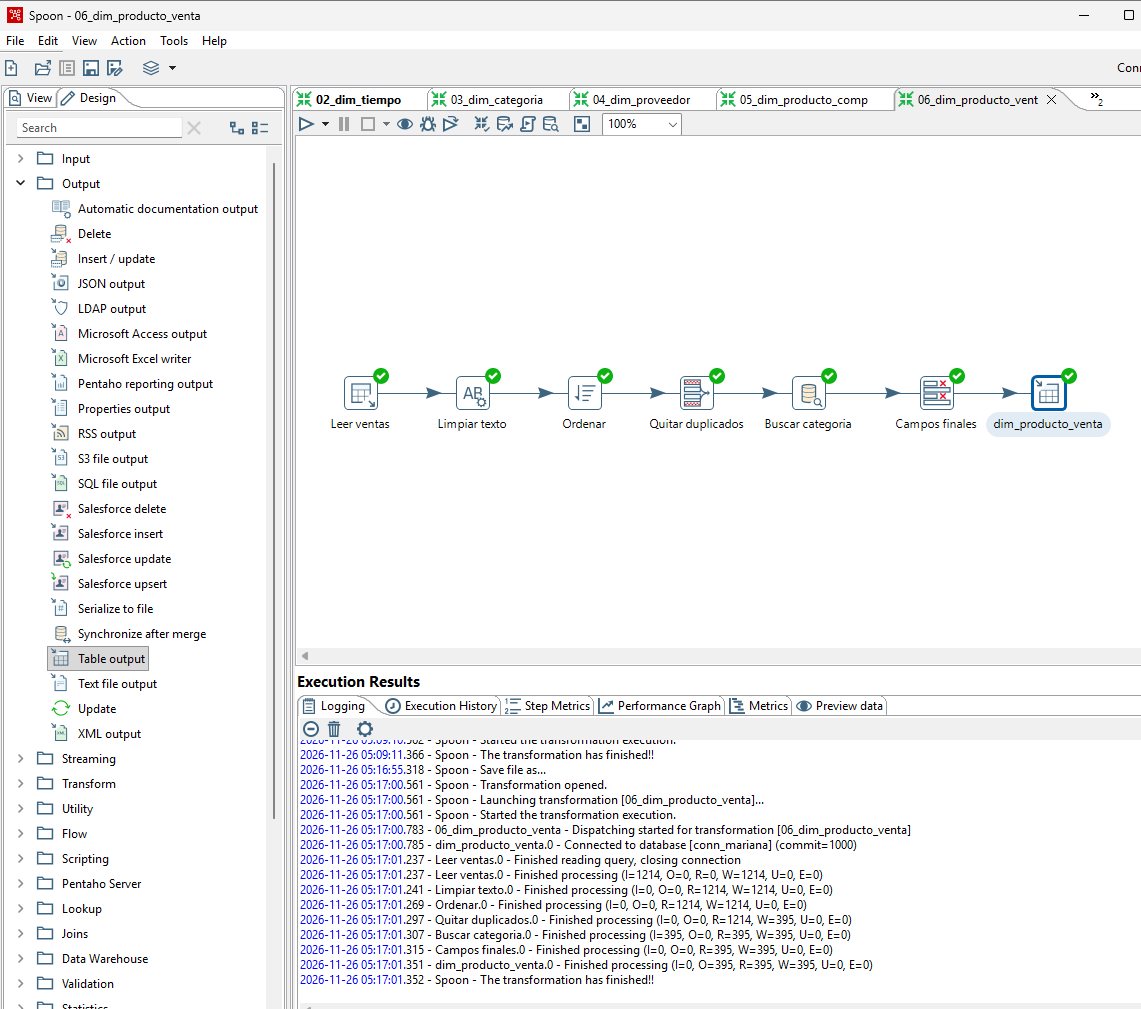 Spoon - 06_dim_producto_venta
File Edit View Action Tools Help
Conn
View Design
Search
Input
Output
Automatic documentation output
Delete
Insert / update
JSON output
LDAP output
Microsoft Access output
Microsoft Excel writer
Pentaho reporting output
Properties output
RSS output
S3 file output
SQL file output
Salesforce delete
Salesforce insert
Salesforce update
Salesforce upsert
Serialize to file
Synchronize after merge
Table output
Text file output
Update
XML output
Streaming
Transform
Utility
Flow
Scripting
Pentaho Server
Lookup
Joins
Data Warehouse
Validation
Statistics
02_dim_tiempo 03_dim_categoria 04_dim_proveedor 05_dim_producto_comp 06_dim_producto_vent »2
100%
Leer ventas Limpiar texto Ordenar Quitar duplicados Buscar categoria Campos finales dim_producto_venta
Execution Results
Logging Execution History Step Metrics Performance Graph Metrics Preview data
2026-11-26 05:09:10.562 - Spoon - Started the transformation execution.
2026-11-26 05:09:11.366 - Spoon - The transformation has finished!!
2026-11-26 05:16:55.318 - Spoon - Save file as...
2026-11-26 05:17:00.561 - Spoon - Transformation opened.
2026-11-26 05:17:00.561 - Spoon - Launching transformation [06_dim_producto_venta]...
2026-11-26 05:17:00.561 - Spoon - Started the transformation execution.
2026-11-26 05:17:00.783 - 06_dim_producto_venta - Dispatching started for transformation [06_dim_producto_venta]
2026-11-26 05:17:00.785 - dim_producto_venta.0 - Connected to database [conn_mariana] (commit=1000)
2026-11-26 05:17:01.237 - Leer ventas.0 - Finished reading query, closing connection
2026-11-26 05:17:01.237 - Leer ventas.0 - Finished processing (I=1214, O=0, R=0, W=1214, U=0, E=0)
2026-11-26 05:17:01.241 - Limpiar texto.0 - Finished processing (I=0, O=0, R=1214, W=1214, U=0, E=0)
2026-11-26 05:17:01.269 - Ordenar.0 - Finished processing (I=0, O=0, R=1214, W=1214, U=0, E=0)
2026-11-26 05:17:01.297 - Quitar duplicados.0 - Finished processing (I=0, O=0, R=1214, W=395, U=0, E=0)
2026-11-26 05:17:01.307 - Buscar categoria.0 - Finished processing (I=395, O=0, R=395, W=395, U=0, E=0)
2026-11-26 05:17:01.315 - Campos finales.0 - Finished processing (I=0, O=0, R=395, W=395, U=0, E=0)
2026-11-26 05:17:01.351 - dim_producto_venta.0 - Finished processing (I=0, O=395, R=395, W=395, U=0, E=0)
2026-11-26 05:17:01.352 - Spoon - The transformation has finished!!